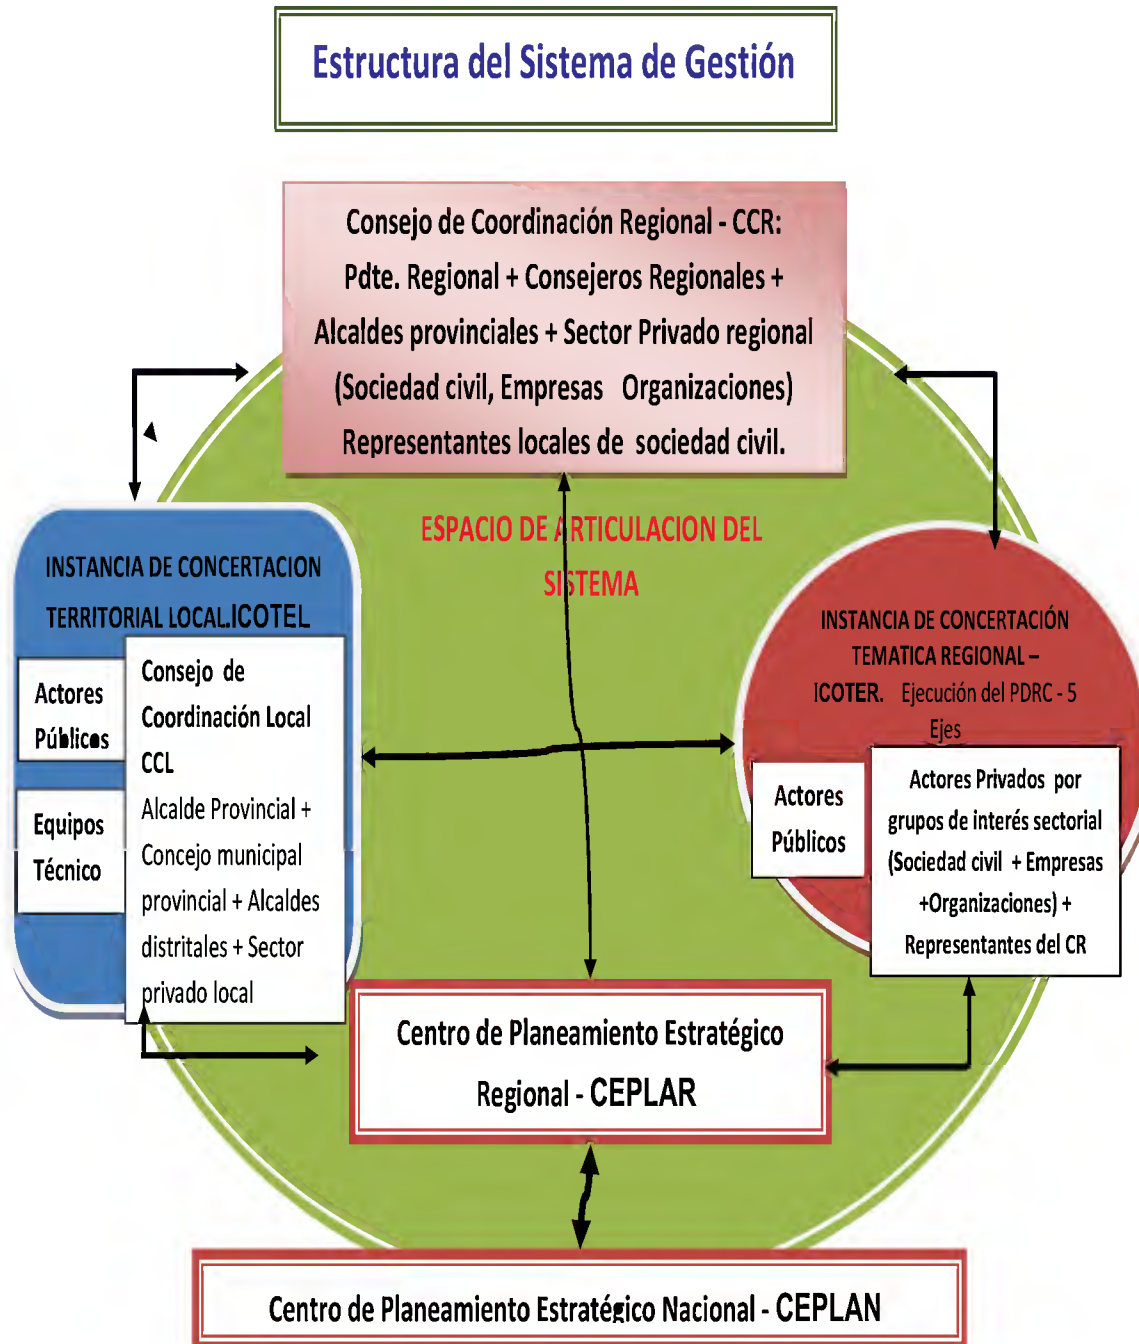 Estructura del Sistema de Gestión
Consejo de Coordinación Regional - CCR:
Pdte. Regional + Consejeros Regionales +
Alcaldes provinciales + Sector Privado regional
(Sociedad civil, Empresas Organizaciones)
Representantes locales de sociedad civil.
ESPACIO DE ARTICULACION DEL
SISTEMA
INSTANCIA DE CONCERTACION
TERRITORIAL LOCAL.ICOTEL
Actores
Públicos
Equipos
Técnico
Consejo de
Coordinación Local
CCL
Alcalde Provincial +
Concejo municipal
provincial + Alcaldes
distritales + Sector
privado local
INSTANCIA DE CONCERTACIÓN
TEMATICA REGIONAL –
ICOTER. Ejecución del PDRC - 5
Ejes
Actores
Públicos
Actores Privados por
grupos de interés sectorial
(Sociedad civil + Empresas
+Organizaciones) +
Representantes del CR
Centro de Planeamiento Estratégico
Regional - CEPLAR
Centro de Planeamiento Estratégico Nacional - CEPLAN